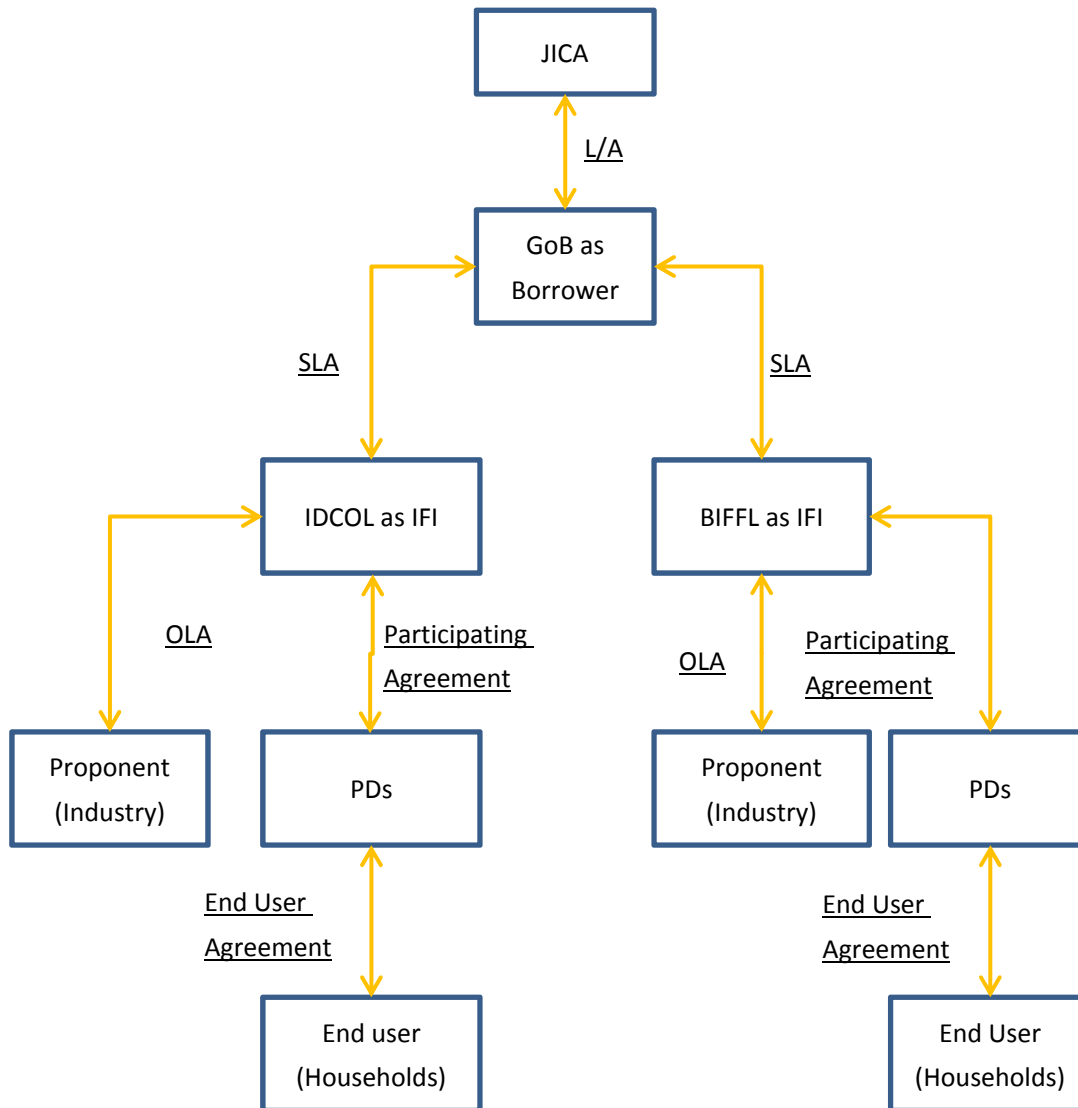 JICA
L/A
GoB as
Borrower
SLA
SLA
IDCOL as IFI
BIFFL as IFI
OLA
Participating
Agreement
OLA
Participating
Agreement
Proponent
(Industry)
PDs
Proponent
(Industry)
PDs
End User
Agreement
End User
Agreement
End user
(Households)
End User
(Households)